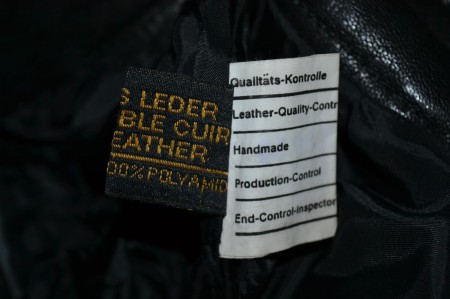 S LEDER
BLE CUIR
EATHER
00% POLYAMID
Qualitäts-Kontrolle
Leather-Quality-Contr
Handmade
Production-Control
End-Control-Inspector